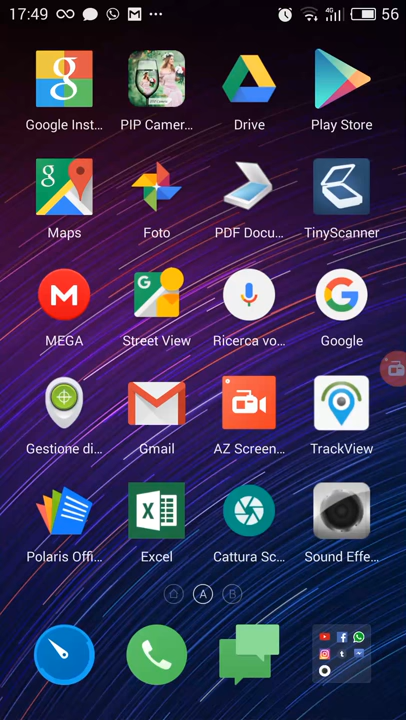 17:49 ... 4G 56
Google Inst... PIP Camer... Drive Play Store
Maps Foto PDF Docu... TinyScanner
MEGA Street View Ricerca vo... Google
Gestione di... Gmail AZ Screen... TrackView
Polaris Offi... Excel Cattura Sc... Sound Effe...
A B